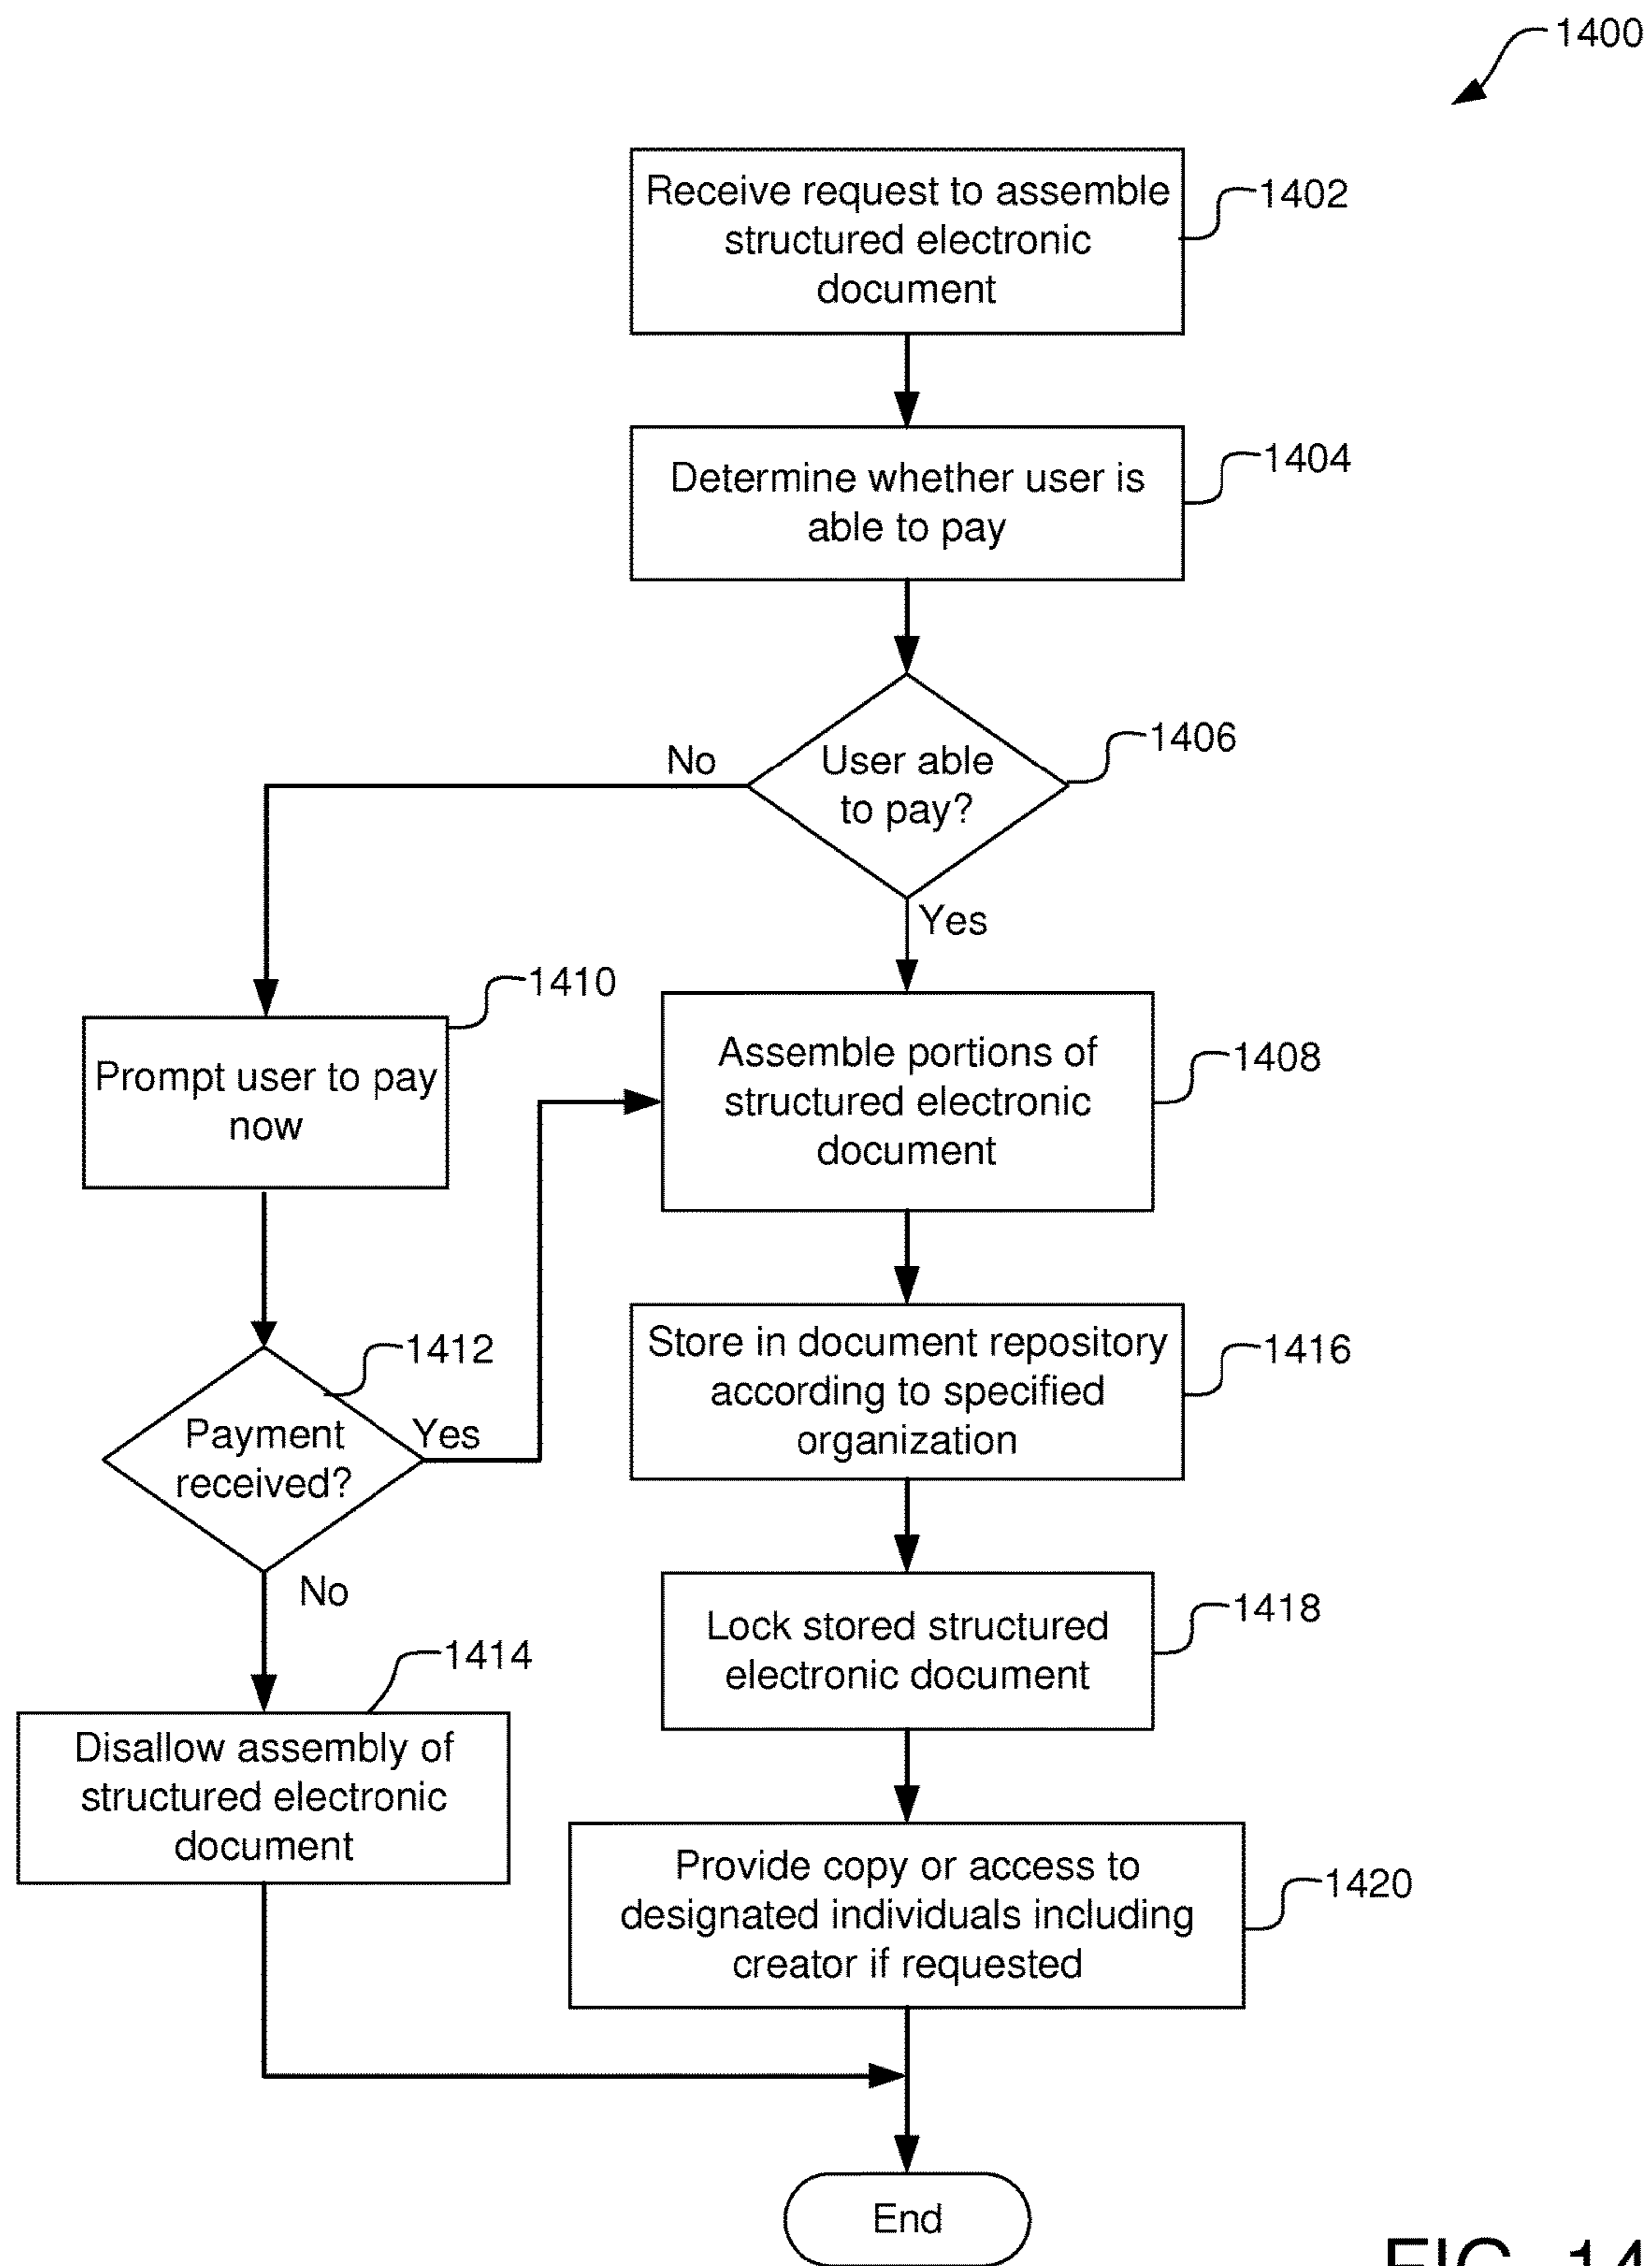 1400
Receive request to assemble
structured electronic
document
1402
Determine whether user is
able to pay
1404
User able
to pay?
1406
No
Yes
Prompt user to pay
now
1410
Assemble portions of
structured electronic
document
1408
Payment
received?
1412
Yes
No
Store in document repository
according to specified
organization
1416
Lock stored structured
electronic document
1418
Disallow assembly of
structured electronic
document
1414
Provide copy or access to
designated individuals including
creator if requested
1420
End
FIG. 14